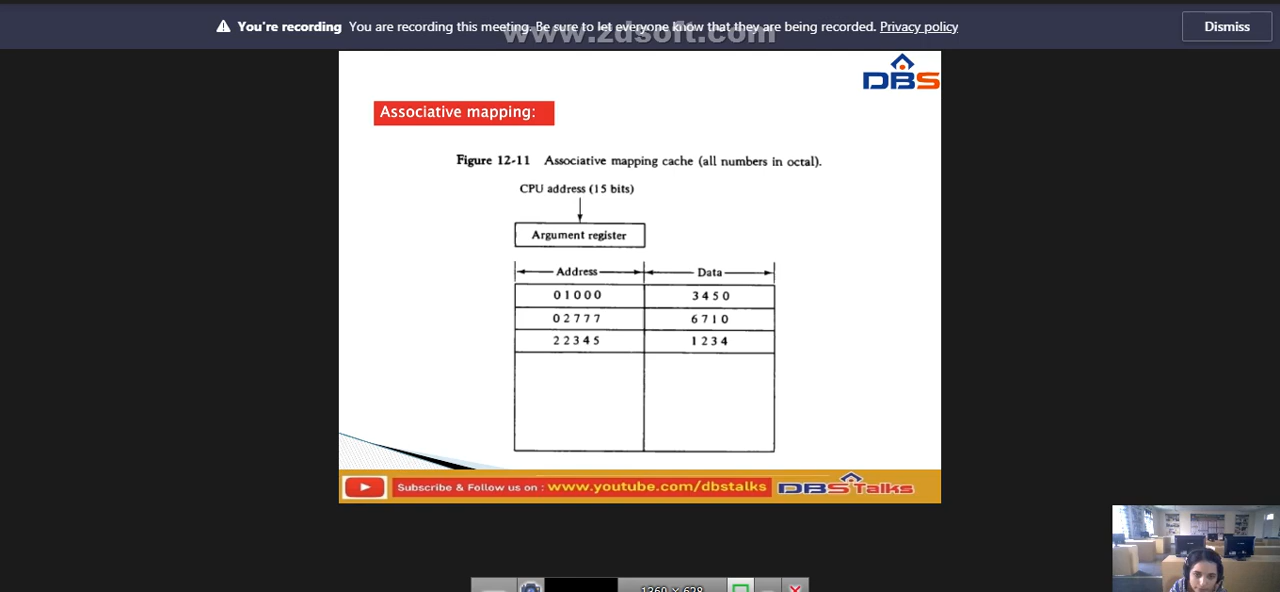 You're recording You are recording this meeting. Be sure to let everyone know that they are being recorded. Privacy policy
Dismiss
www.2dsoft.com
DBS
Associative mapping:
Figure 12-11 Associative mapping cache (all numbers in octal).
CPU address (15 bits)
Argument register
Address Data
0 1 0 0 0 3 4 5 0
0 2 7 7 7 6 7 1 0
2 2 3 4 5 1 2 3 4
Subscribe & Follow us on : www.youtube.com/dbstalks DBS Talks